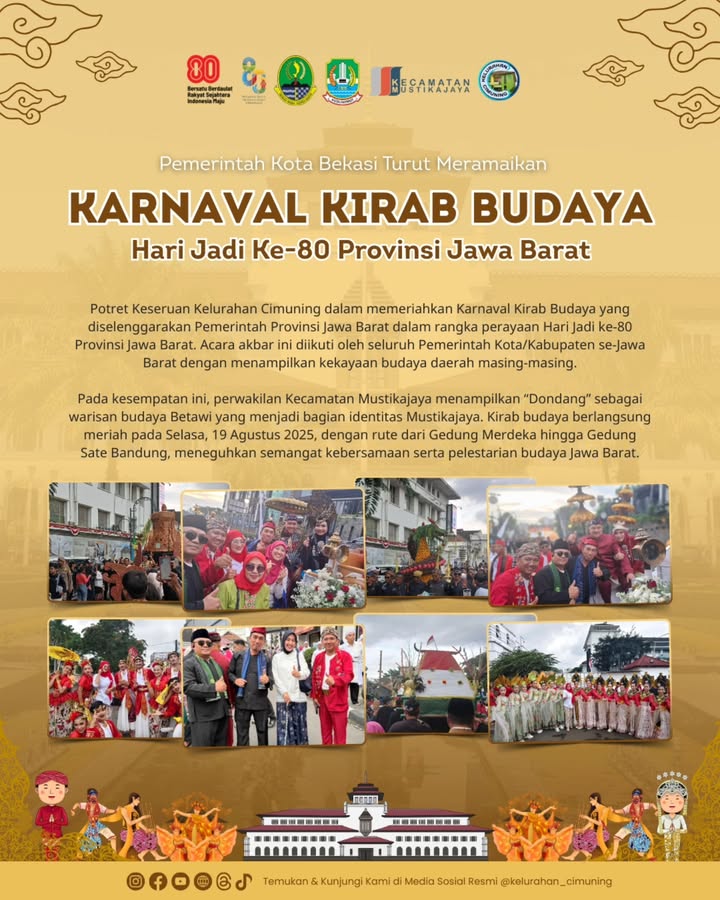 80
Bersatu Berdaulat
Rakyat Sejahtera
Indonesia Maju
KECAMATAN
MUSTIKAJAYA
KELURAHAN
CIMUNING
Pemerintah Kota Bekasi Turut Meramaikan
KARNAVAL KIRAB BUDAYA
Hari Jadi Ke-80 Provinsi Jawa Barat
Potret Keseruan Kelurahan Cimuning dalam memeriahkan Karnaval Kirab Budaya yang
diselenggarakan Pemerintah Provinsi Jawa Barat dalam rangka perayaan Hari Jadi ke-80
Provinsi Jawa Barat. Acara akbar ini diikuti oleh seluruh Pemerintah Kota/Kabupaten se-Jawa
Barat dengan menampilkan kekayaan budaya daerah masing-masing.
Pada kesempatan ini, perwakilan Kecamatan Mustikajaya menampilkan “Dondang” sebagai
warisan budaya Betawi yang menjadi bagian identitas Mustikajaya. Kirab budaya berlangsung
meriah pada Selasa, 19 Agustus 2025, dengan rute dari Gedung Merdeka hingga Gedung
Sate Bandung, meneguhkan semangat kebersamaan serta pelestarian budaya Jawa Barat.
Temukan & Kunjungi Kami di Media Sosial Resmi @kelurahan_cimuning